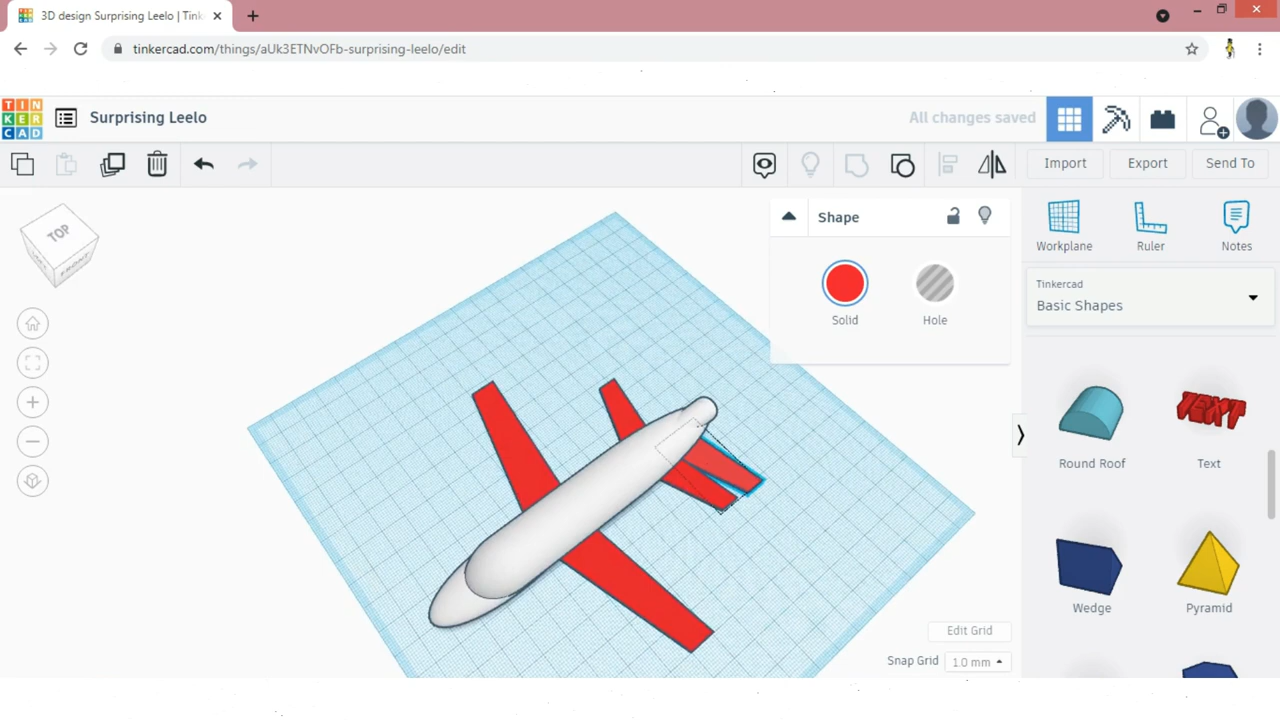 3D design Surprising Leelo | Tink
tinkercad.com/things/aUk3ETNvOFb-surprising-leelo/edit
TIN
KER
CAD
Surprising Leelo
All changes saved
Import
Export
Send To
TOP
FRONT
Shape
Solid
Hole
Workplane
Ruler
Notes
Tinkercad
Basic Shapes
TEXT
Round Roof
Text
Wedge
Pyramid
Edit Grid
Snap Grid
1.0 mm